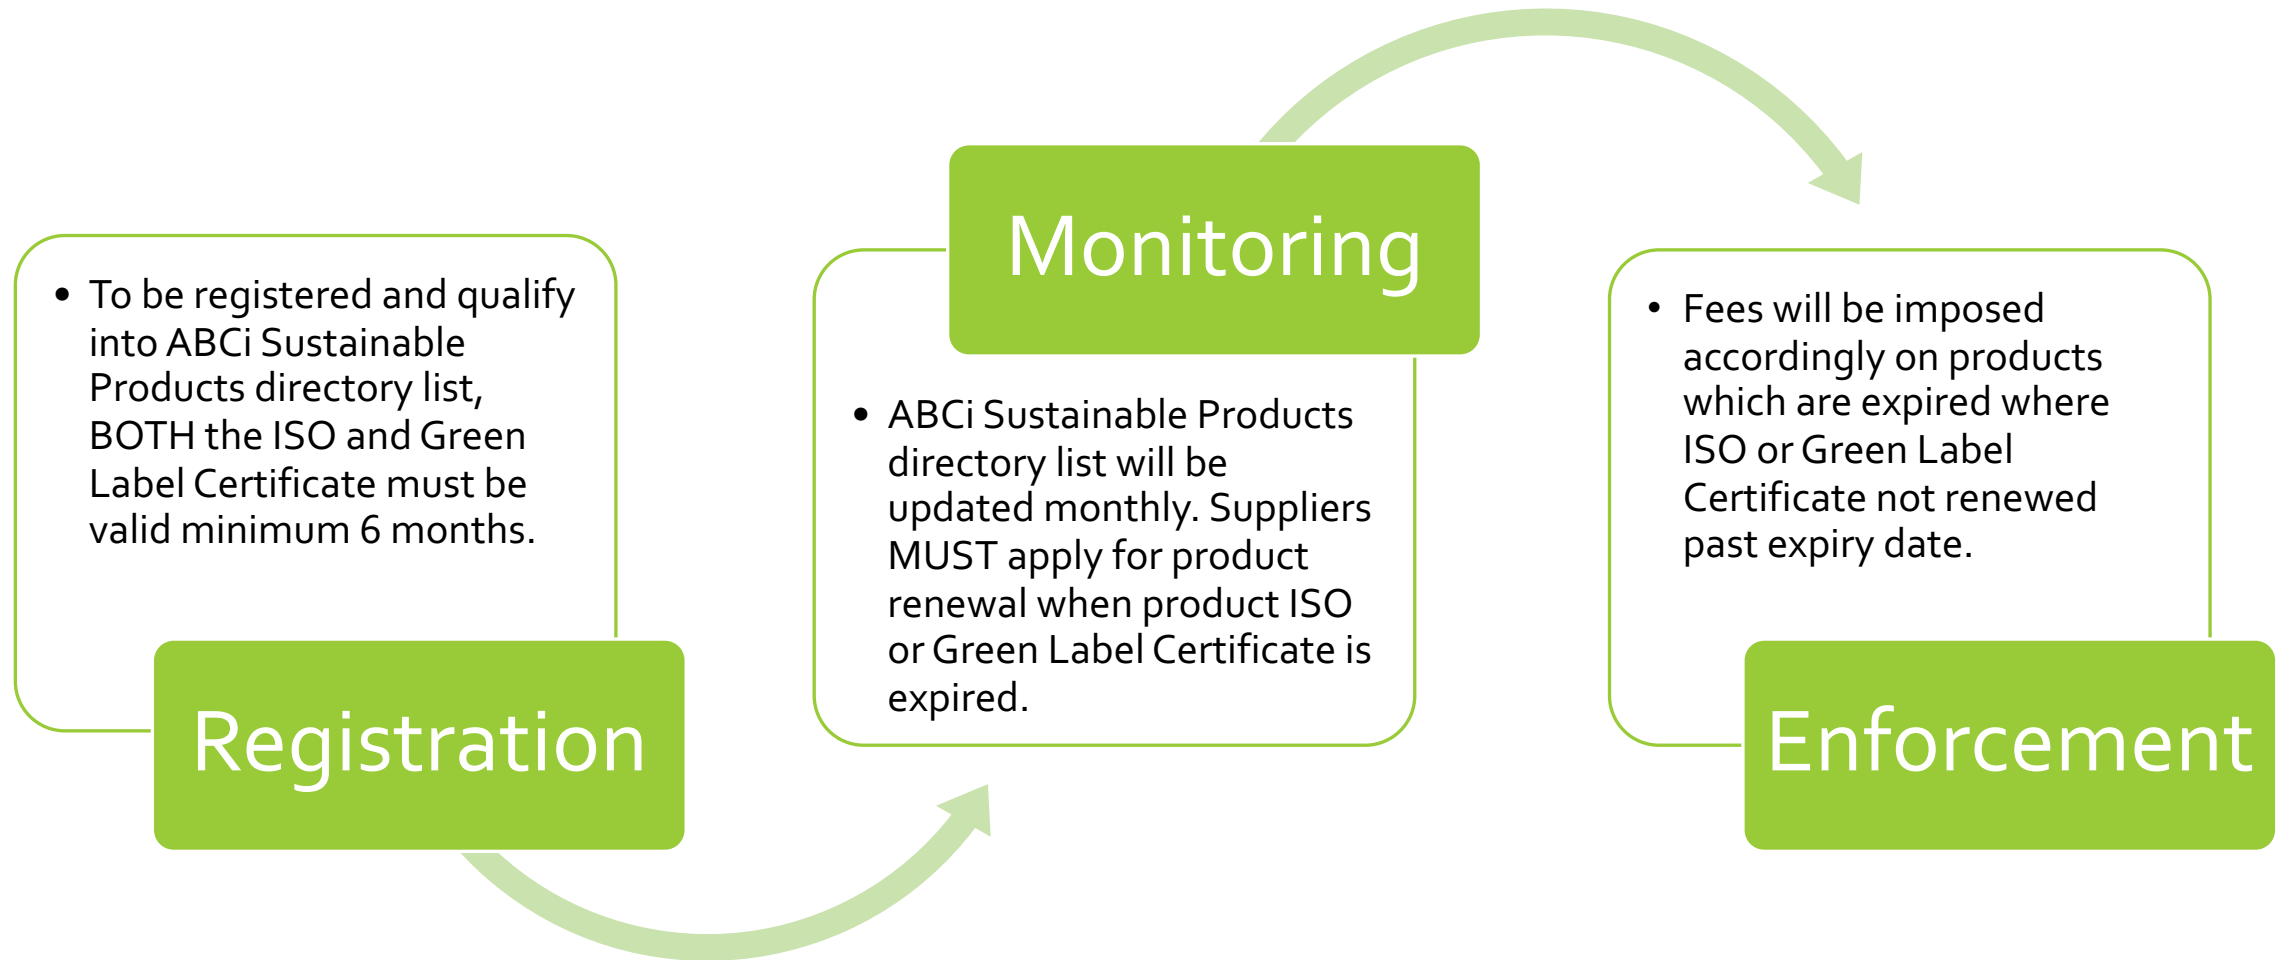 • To be registered and qualify
into ABCi Sustainable
Products directory list,
BOTH the ISO and Green
Label Certificate must be
valid minimum 6 months.
Registration
Monitoring
• ABCi Sustainable Products
directory list will be
updated monthly. Suppliers
MUST apply for product
renewal when product ISO
or Green Label Certificate is
expired.
• Fees will be imposed
accordingly on products
which are expired where
ISO or Green Label
Certificate not renewed
past expiry date.
Enforcement